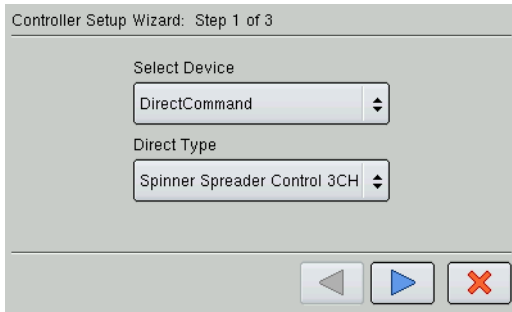 Controller Setup Wizard: Step 1 of 3
Select Device
DirectCommand
Direct Type
Spinner Spreader Control 3CH